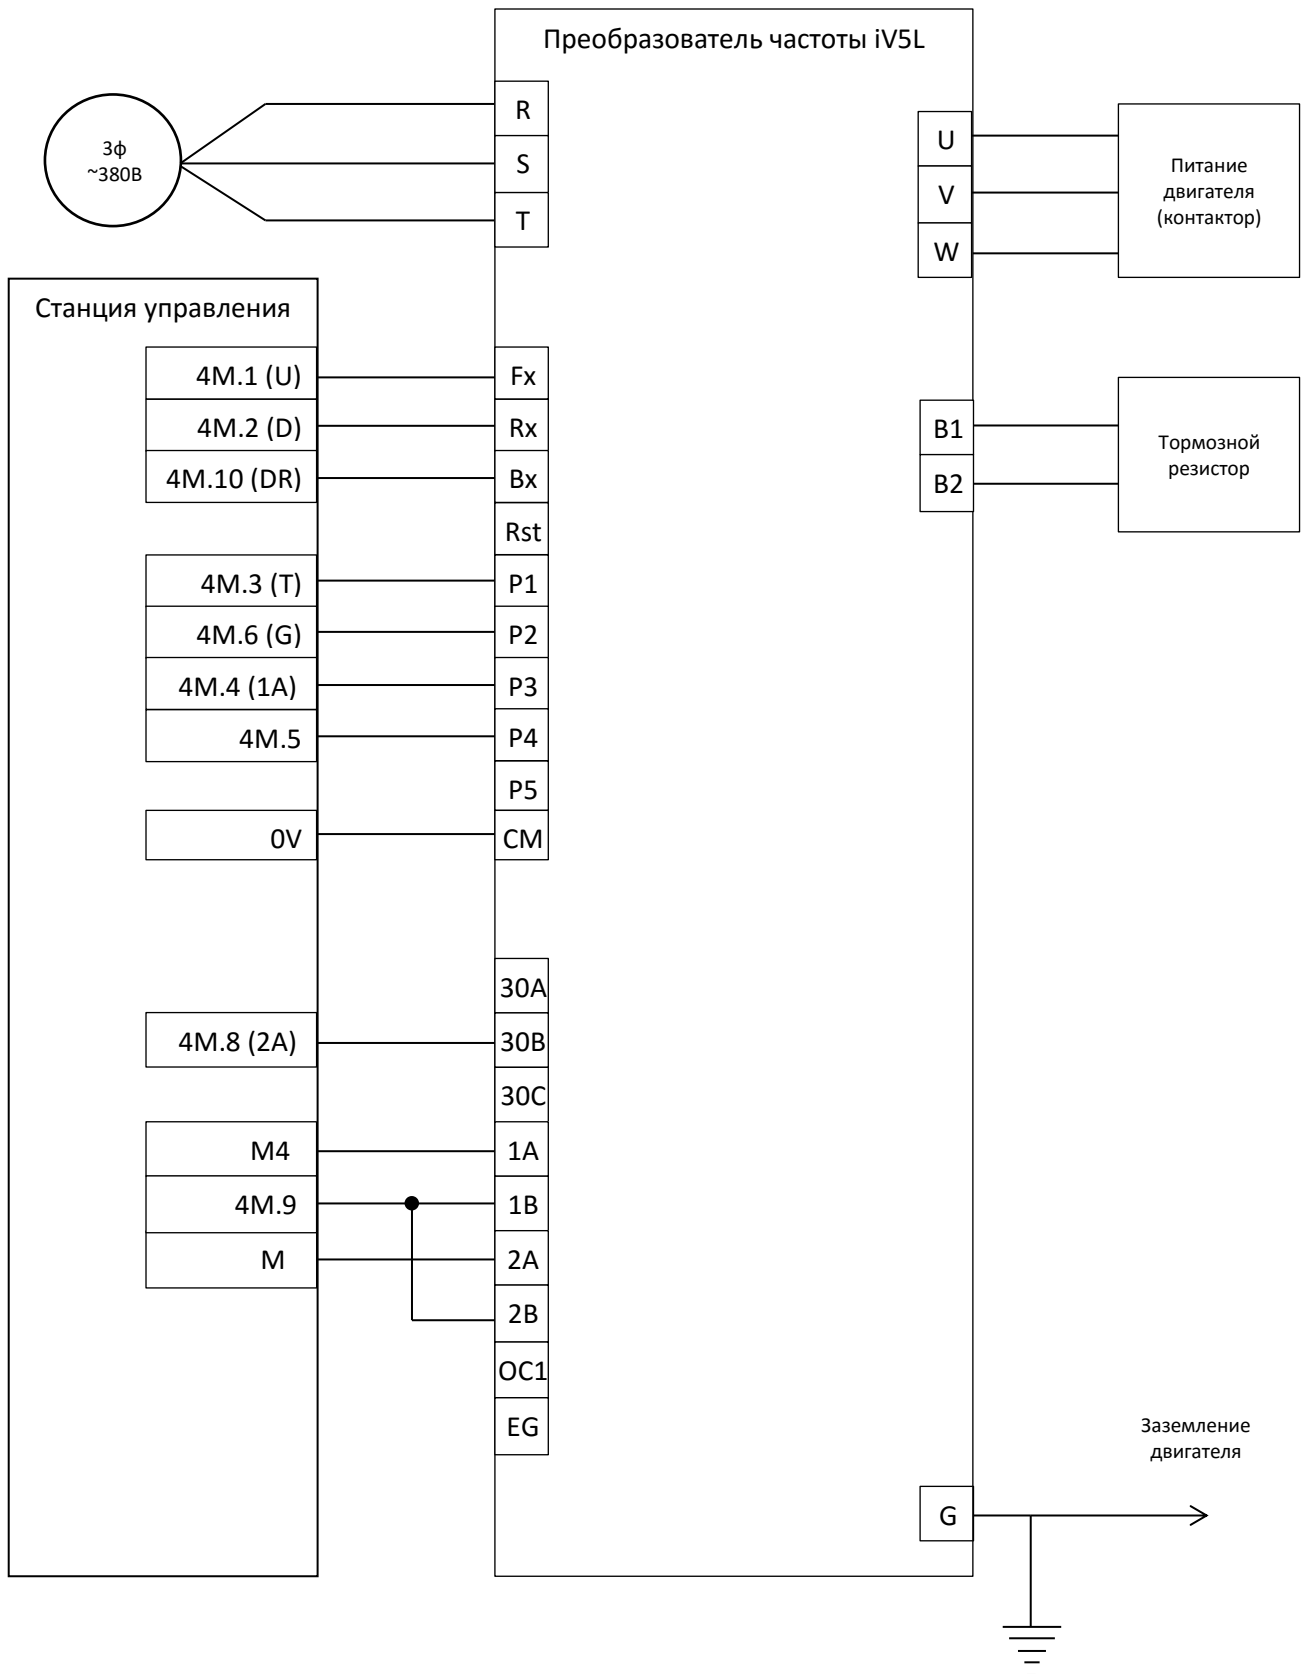 Преобразователь частоты iV5L
3ф
~380В
R
S
T
U
V
W
Питание
двигателя
(контактор)
Станция управления
4M.1 (U)
Fx
4M.2 (D)
Rx
4M.10 (DR)
Bx
Rst
4M.3 (T)
P1
4M.6 (G)
P2
4M.4 (1A)
P3
4M.5
P4
P5
0V
CM
B1
B2
Тормозной
резистор
30A
4M.8 (2A)
30B
30C
M4
1A
4M.9
1B
M
2A
2B
OC1
EG
Заземление
двигателя
G